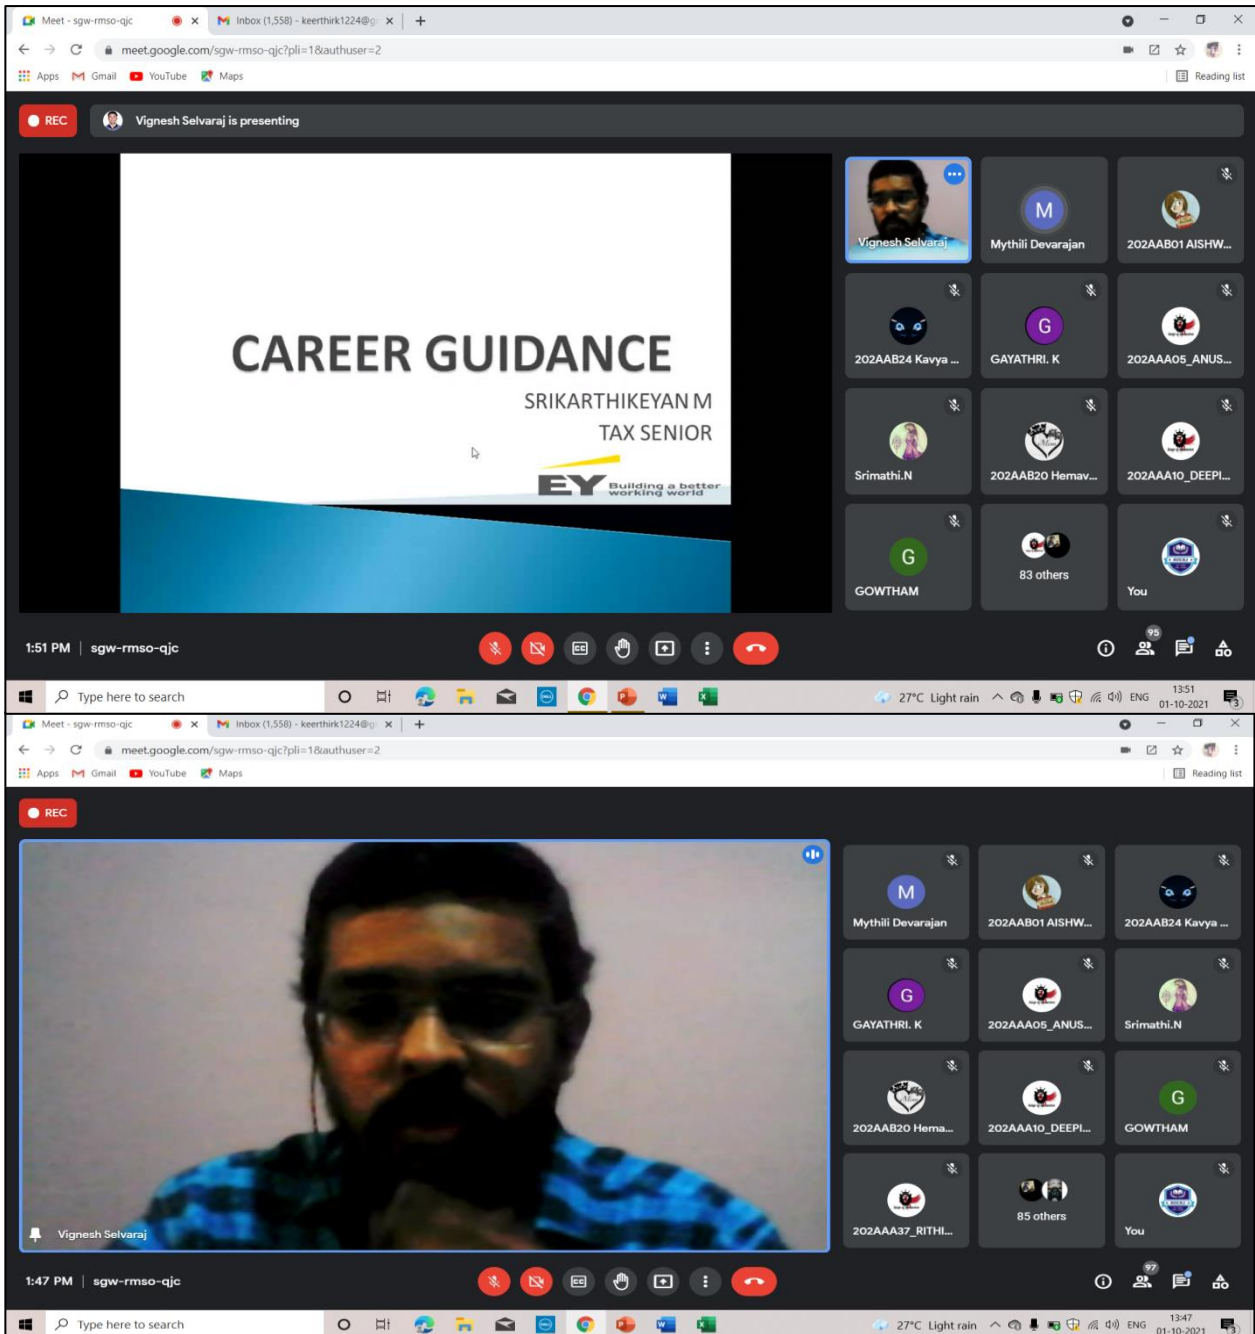 Meet - sgw-rmso-qjc
Inbox (1,558) - keerthirk1224@g
meet.google.com/sgw-rmso-qjc?pli=1&authuser=2
Apps Gmail YouTube Maps
Reading list
REC
Vignesh Selvaraj is presenting
CAREER GUIDANCE
SRIKARTHIKEYAN M
TAX SENIOR
EY Building a better
working world
Vignesh Selvaraj
M
Mythili Devarajan
202AAB01 AISHW...
202AAB24 Kavya ...
G
GAYATHRI. K
202AAA05_ANUS...
Srimathi.N
202AAB20 Hemav...
202AAA10_DEEPI...
G
GOWTHAM
83 others
You
1:51 PM | sgw-rmso-qjc
CC
95
Type here to search
27°C Light rain
ENG
13:51
01-10-2021
3
Meet - sgw-rmso-qjc
Inbox (1,558) - keerthirk1224@g
meet.google.com/sgw-rmso-qjc?pli=1&authuser=2
Apps Gmail YouTube Maps
Reading list
REC
Vignesh Selvaraj
M
Mythili Devarajan
202AAB01 AISHW...
202AAB24 Kavya ...
G
GAYATHRI. K
202AAA05_ANUS...
Srimathi.N
202AAB20 Hema...
202AAA10_DEEPI...
G
GOWTHAM
202AAA37_RITHI...
85 others
You
1:47 PM | sgw-rmso-qjc
CC
97
Type here to search
27°C Light rain
ENG
13:47
01-10-2021
3